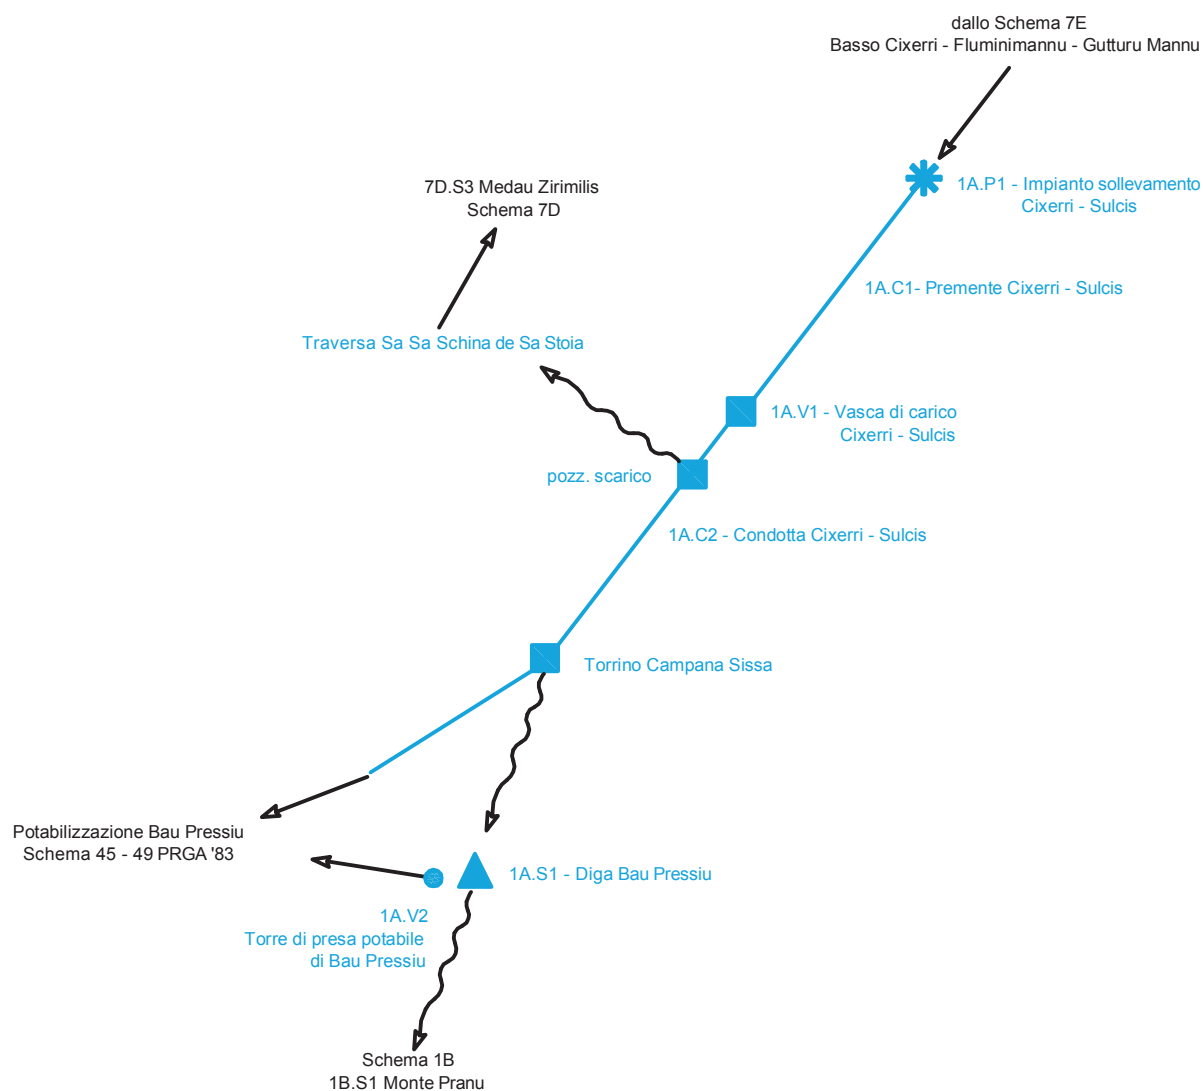 dallo Schema 7E
Basso Cixerri - Fluminimannu - Gutturu Mannu
7D.S3 Medau Zirimilis
Schema 7D
1A.P1 - Impianto sollevamento
Cixerri - Sulcis
1A.C1- Premente Cixerri - Sulcis
Traversa Sa Sa Schina de Sa Stoia
1A.V1 - Vasca di carico
Cixerri - Sulcis
pozz. scarico
1A.C2 - Condotta Cixerri - Sulcis
Torrino Campana Sissa
Potabilizzazione Bau Pressiu
Schema 45 - 49 PRGA '83
1A.S1 - Diga Bau Pressiu
1A.V2
Torre di presa potabile
di Bau Pressiu
Schema 1B
1B.S1 Monte Pranu